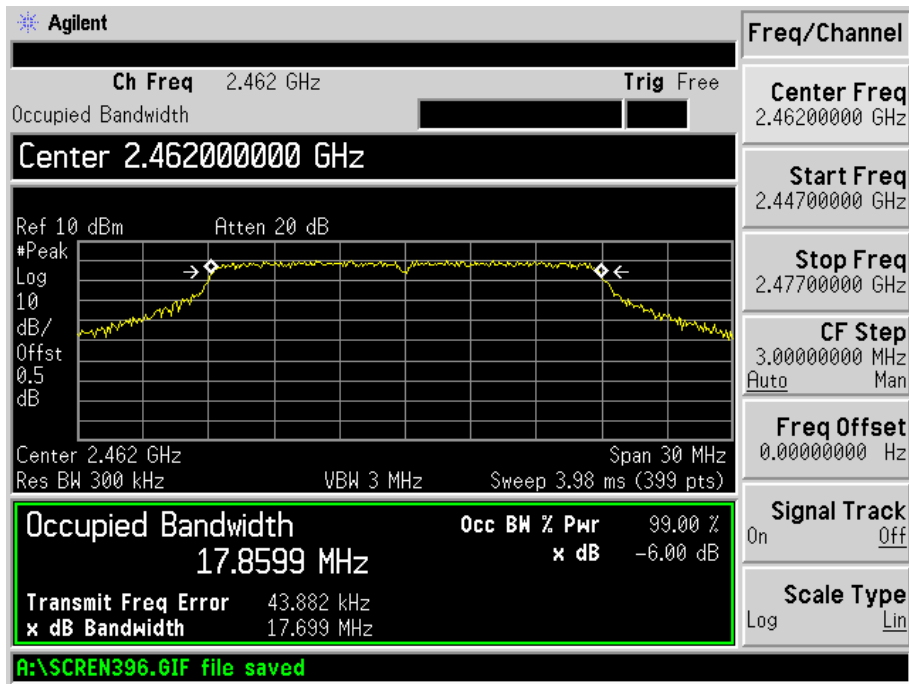 Agilent
Freq/Channel
Ch Freq 2.462 GHz Trig Free
Occupied Bandwidth
Center 2.462000000 GHz
Ref 10 dBm Atten 20 dB
#Peak
Log
10
dB/
Offst
0.5
dB
Center 2.462 GHz Span 30 MHz
Res BW 300 kHz VBW 3 MHz Sweep 3.98 ms (399 pts)
Occupied Bandwidth
17.8599 MHz
Occ BW % Pwr 99.00 %
x dB -6.00 dB
Transmit Freq Error 43.882 kHz
x dB Bandwidth 17.699 MHz
A:\SCREN396.GIF file saved
Center Freq
2.46200000 GHz
Start Freq
2.44700000 GHz
Stop Freq
2.47700000 GHz
CF Step
3.00000000 MHz
Auto Man
Freq Offset
0.00000000 Hz
Signal Track
On Off
Scale Type
Log Lin